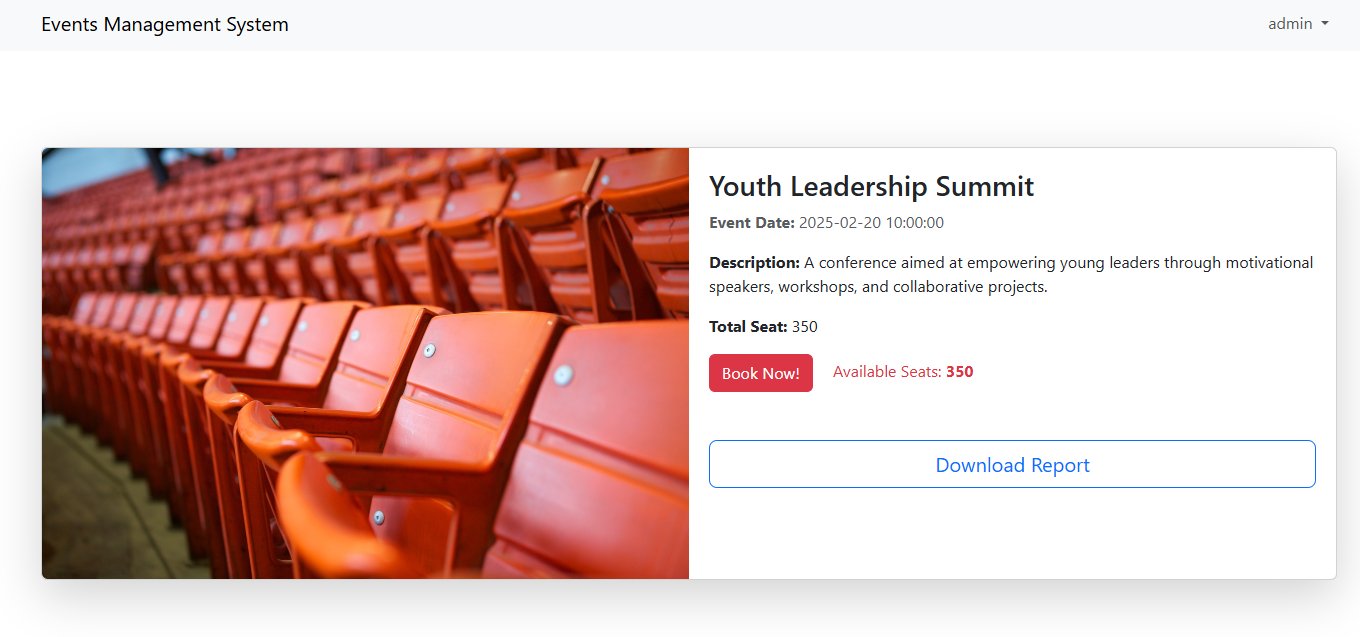 Events Management System
admin
Youth Leadership Summit
Event Date: 2025-02-20 10:00:00
Description: A conference aimed at empowering young leaders through motivational
speakers, workshops, and collaborative projects.
Total Seat: 350
Book Now!
Available Seats: 350
Download Report